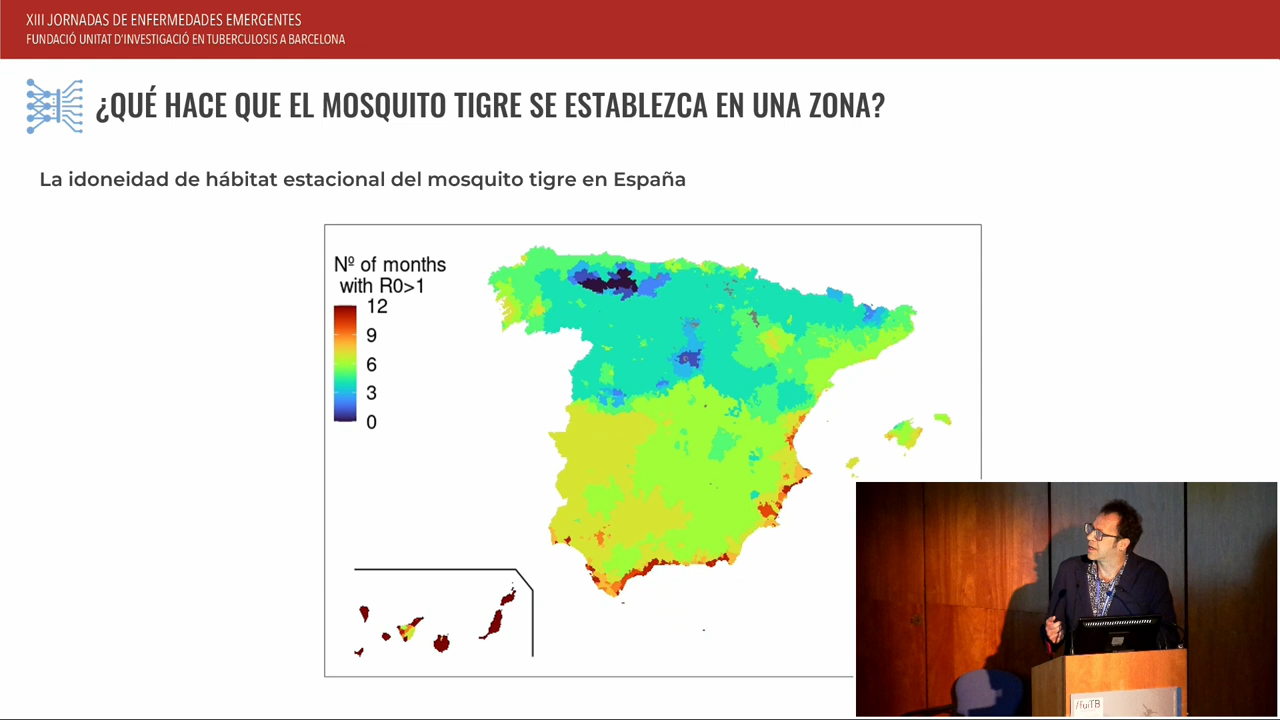 XIII JORNADAS DE ENFERMEDADES EMERGENTES
FUNDACIÓ UNITAT D'INVESTIGACIÓ EN TUBERCULOSIS A BARCELONA
¿QUÉ HACE QUE EL MOSQUITO TIGRE SE ESTABLEZCA EN UNA ZONA?
La idoneidad de hábitat estacional del mosquito tigre en España
Nº of months
with R0>1
12
9
6
3
0
/fuiTB